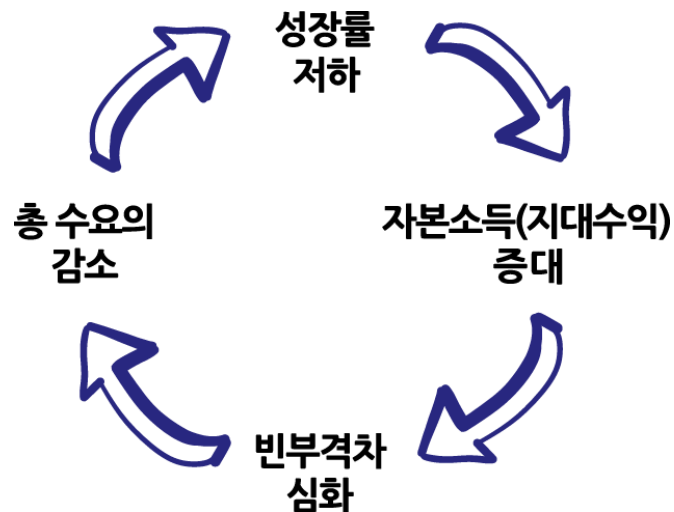 성장률
저하
자본소득(지대수익)
증대
빈부격차
심화
총 수요의
감소